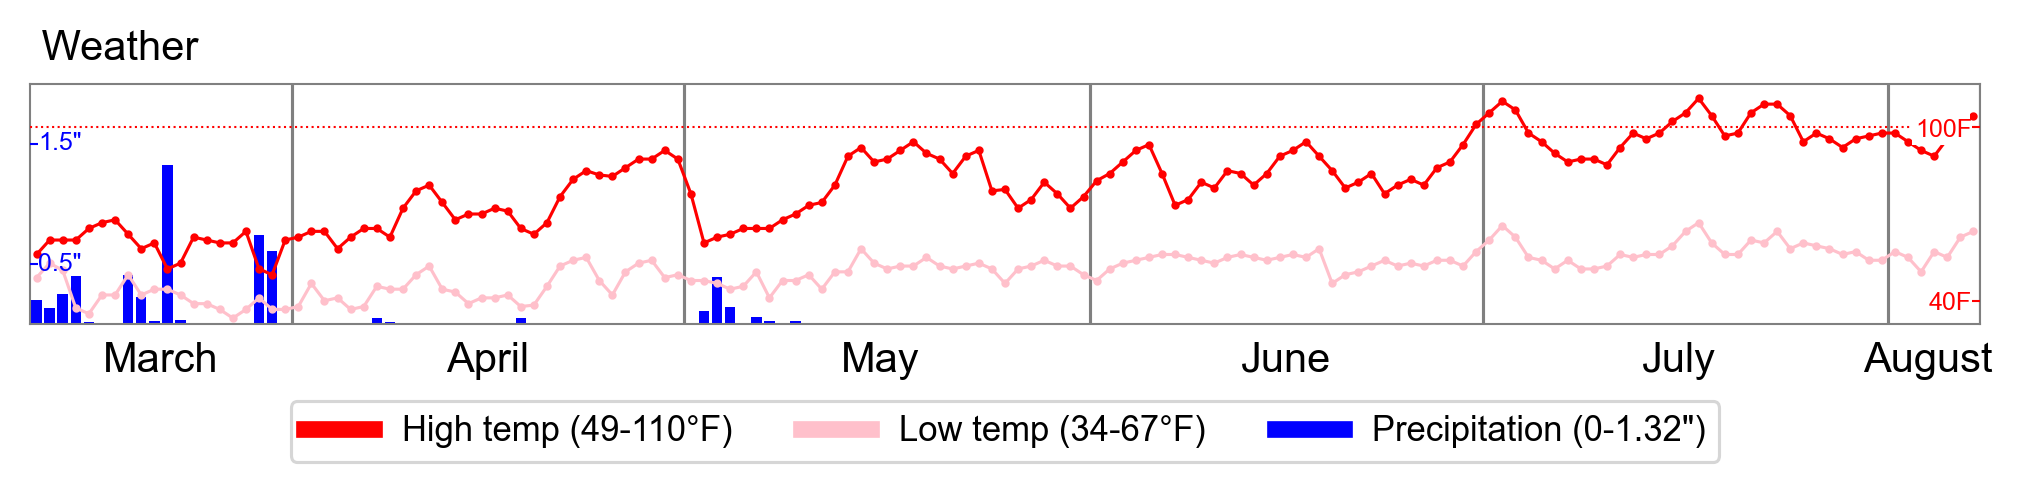 Weather
1.5"
0.5"
100F
40F
March April May June July August
High temp (49-110°F) Low temp (34-67°F) Precipitation (0-1.32")